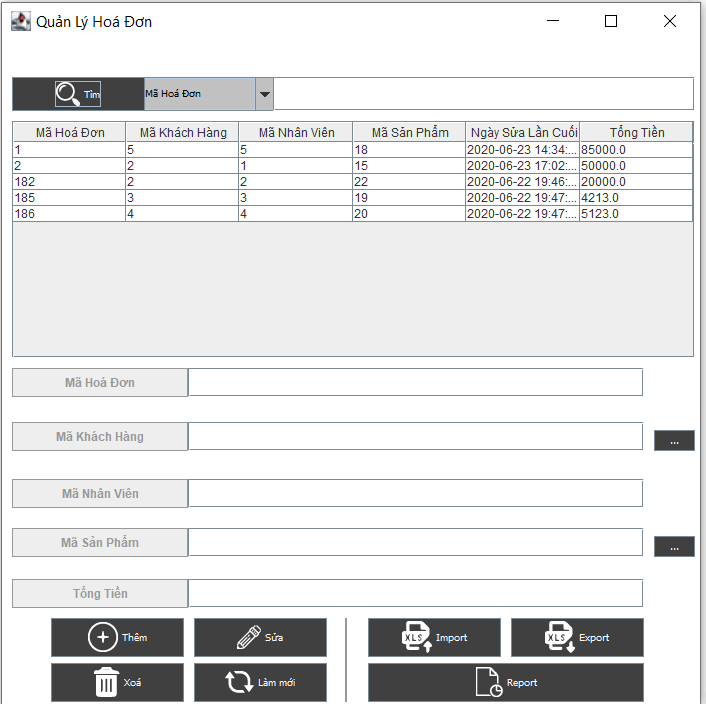 Quản Lý Hoá Đơn
Tìm Mã Hoá Đơn
Mã Hoá Đơn Mã Khách Hàng Mã Nhân Viên Mã Sản Phẩm Ngày Sửa Lần Cuối Tổng Tiền
1 5 5 18 2020-06-23 14:34:... 85000.0
2 2 1 15 2020-06-23 17:02:... 50000.0
182 2 2 22 2020-06-22 19:46:... 20000.0
185 3 3 19 2020-06-22 19:47:... 4213.0
186 4 4 20 2020-06-22 19:47:... 5123.0
Mã Hoá Đơn
Mã Khách Hàng ...
Mã Nhân Viên
Mã Sản Phẩm ...
Tổng Tiền
Thêm Sửa XLS Import XLS Export
Xoá Làm mới Report